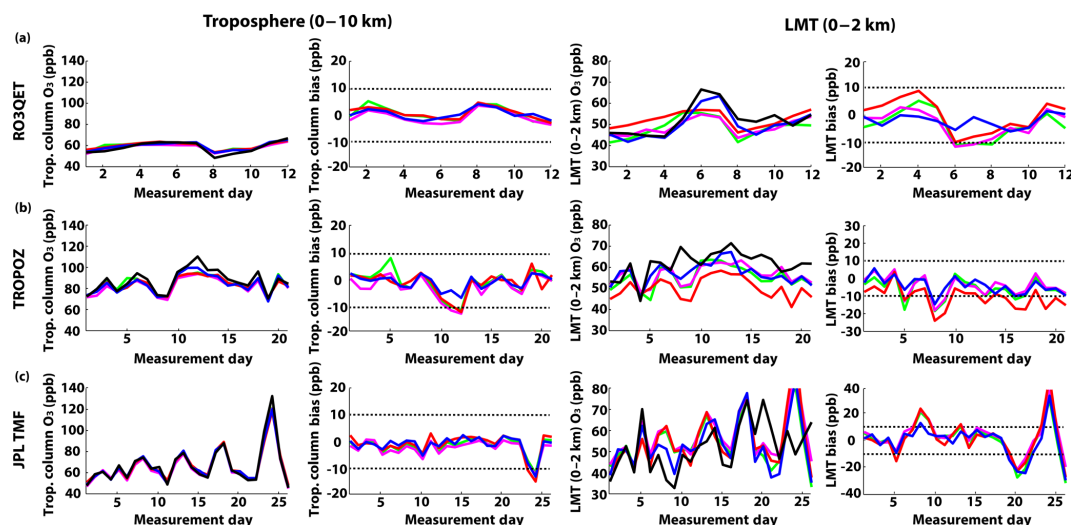 Troposphere (0−10 km) LMT (0−2 km)
(a)
RO3QET
Trop. column O₃ (ppb)
140
120
100
80
60
40
2 4 6 8 10 12
Measurement day
Trop. column bias (ppb)
20
10
0
-10
-20
2 4 6 8 10 12
Measurement day
LMT (0−2 km) O₃ (ppb)
80
70
60
50
40
30
2 4 6 8 10 12
Measurement day
LMT bias (ppb)
20
10
0
-10
-20
2 4 6 8 10 12
Measurement day
(b)
TROPOZ
Trop. column O₃ (ppb)
140
120
100
80
60
40
5 10 15 20
Measurement day
Trop. column bias (ppb)
20
10
0
-10
-20
5 10 15 20
Measurement day
LMT (0−2 km) O₃ (ppb)
80
70
60
50
40
30
5 10 15 20
Measurement day
LMT bias (ppb)
30
20
10
0
-10
-20
-30
5 10 15 20
Measurement day
(c)
JPL TMF
Trop. column O₃ (ppb)
140
120
100
80
60
40
5 10 15 20 25
Measurement day
Trop. column bias (ppb)
20
10
0
-10
-20
5 10 15 20 25
Measurement day
LMT (0−2 km) O₃ (ppb)
80
70
60
50
40
30
5 10 15 20 25
Measurement day
LMT bias (ppb)
40
20
0
-20
-40
5 10 15 20 25
Measurement day